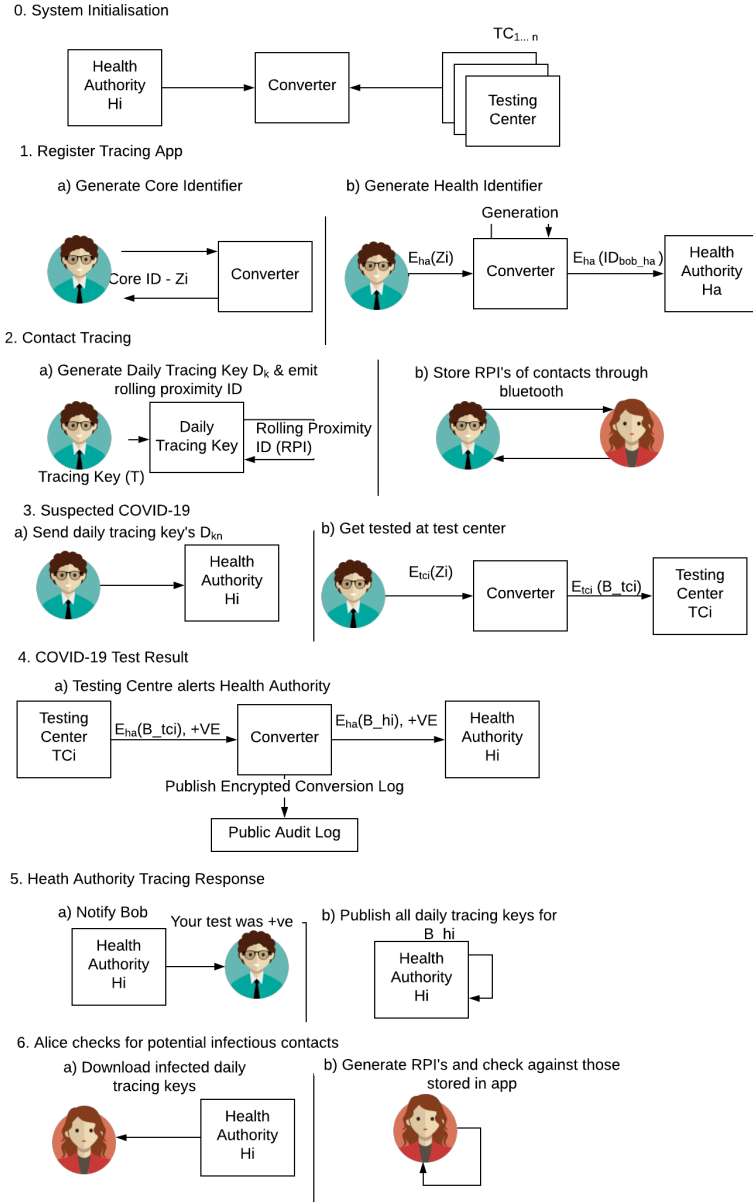 0. System Initialisation
TC1... n
Health
Authority
Hi
Converter
Testing
Center
1. Register Tracing App
a) Generate Core Identifier
b) Generate Health Identifier
Generation
Core ID - Zi
Converter
Eha(Zi)
Converter
Eha (IDbob_ha )
Health
Authority
Ha
2. Contact Tracing
a) Generate Daily Tracing Key Dk & emit
rolling proximity ID
b) Store RPI's of contacts through
bluetooth
Daily
Tracing Key
Rolling Proximity
ID (RPI)
Tracing Key (T)
3. Suspected COVID-19
a) Send daily tracing key's Dkn
b) Get tested at test center
Health
Authority
Hi
Etci(Zi)
Converter
Etci (B_tci)
Testing
Center
TCi
4. COVID-19 Test Result
a) Testing Centre alerts Health Authority
Testing
Center
TCi
Eha(B_tci), +VE
Converter
Eha(B_hi), +VE
Health
Authority
Hi
Publish Encrypted Conversion Log
Public Audit Log
5. Heath Authority Tracing Response
a) Notify Bob
Your test was +ve
Health
Authority
Hi
b) Publish all daily tracing keys for
B_hi
Health
Authority
Hi
6. Alice checks for potential infectious contacts
a) Download infected daily
tracing keys
Health
Authority
Hi
b) Generate RPI's and check against those
stored in app